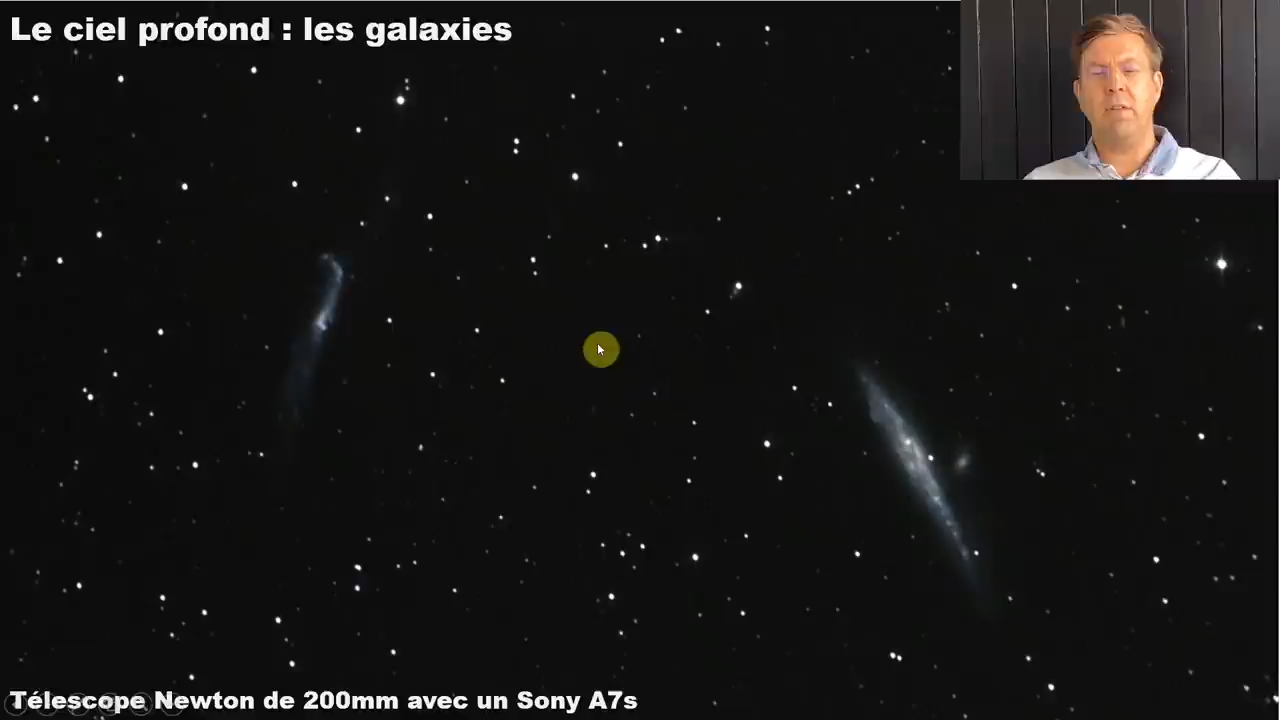 Le ciel profond : les galaxies
Télescope Newton de 200mm avec un Sony A7s